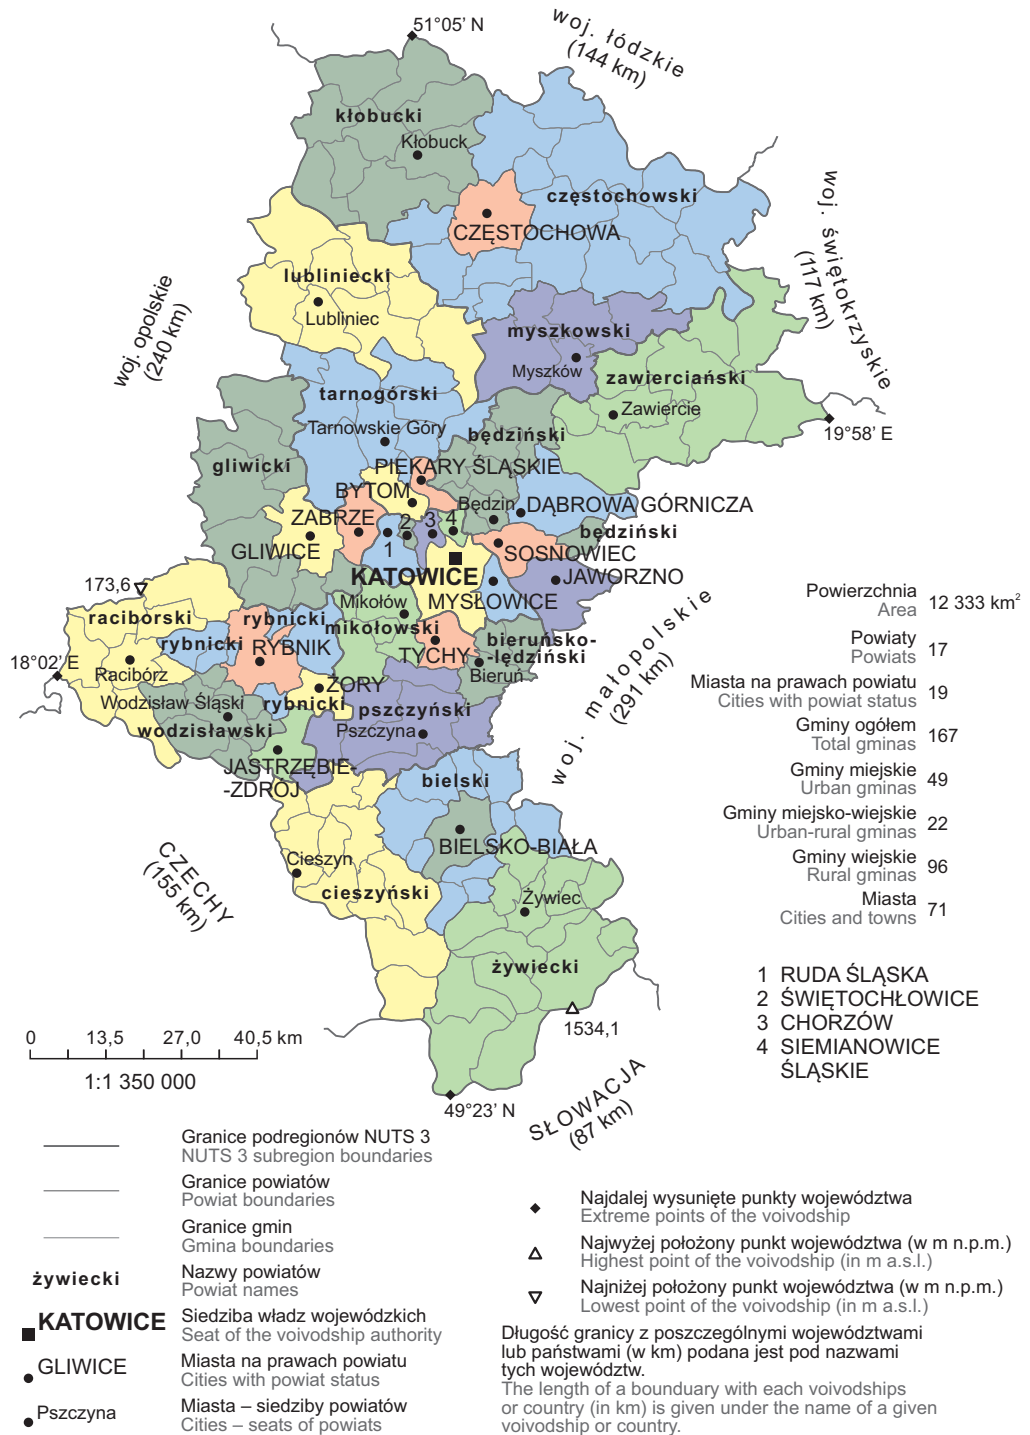 51°05’ N
woj. łódzkie
(144 km)
kłobucki
Kłobuck
częstochowski
CZĘSTOCHOWA
woj. świętokrzyskie
(117 km)
lubliniecki
Lubliniec
woj. opolskie
(240 km)
myszkowski
Myszków
zawierciański
Zawiercie
19°58’ E
tarnogórski
Tarnowskie Góry
będziński
gliwicki
PIEKARY ŚLĄSKIE
BYTOM
Będzin
DĄBROWA GÓRNICZA
ZABRZE
2
3
4
będziński
GLIWICE
1
SOSNOWIEC
KATOWICE
JAWORZNO
173,6
Mikołów
MYSŁOWICE
raciborski
rybnicki
rybnicki
mikołowski
bieruńsko-
-lędziński
RYBNIK
TYCHY
18°02’ E
Racibórz
Bieruń
woj. małopolskie
(291 km)
Wodzisław Śląski
ŻORY
rybnicki
pszczyński
wodzisławski
Pszczyna
JASTRZĘBIE-
-ZDRÓJ
bielski
BIELSKO-BIAŁA
CZECHY
(155 km)
Cieszyn
cieszyński
Żywiec
żywiecki
1534,1
49°23’ N
SŁOWACJA
(87 km)
Powierzchnia
Area
12 333 km²
Powiaty
Powiats
17
Miasta na prawach powiatu
Cities with powiat status
19
Gminy ogółem
Total gminas
167
Gminy miejskie
Urban gminas
49
Gminy miejsko-wiejskie
Urban-rural gminas
22
Gminy wiejskie
Rural gminas
96
Miasta
Cities and towns
71
1 RUDA ŚLĄSKA
2 ŚWIĘTOCHŁOWICE
3 CHORZÓW
4 SIEMIANOWICE
ŚLĄSKIE
0 13,5 27,0 40,5 km
1:1 350 000
Granice podregionów NUTS 3
NUTS 3 subregion boundaries
Granice powiatów
Powiat boundaries
Granice gmin
Gmina boundaries
żywiecki
Nazwy powiatów
Powiat names
KATOWICE
Siedziba władz wojewódzkich
Seat of the voivodship authority
GLIWICE
Miasta na prawach powiatu
Cities with powiat status
Pszczyna
Miasta – siedziby powiatów
Cities – seats of powiats
Najdalej wysunięte punkty województwa
Extreme points of the voivodship
Najwyżej położony punkt województwa (w m n.p.m.)
Highest point of the voivodship (in m a.s.l.)
Najniżej położony punkt województwa (w m n.p.m.)
Lowest point of the voivodship (in m a.s.l.)
Długość granicy z poszczególnymi województwami
lub państwami (w km) podana jest pod nazwami
tych województw.
The length of a bounduary with each voivodships
or country (in km) is given under the name of a given
voivodship or country.